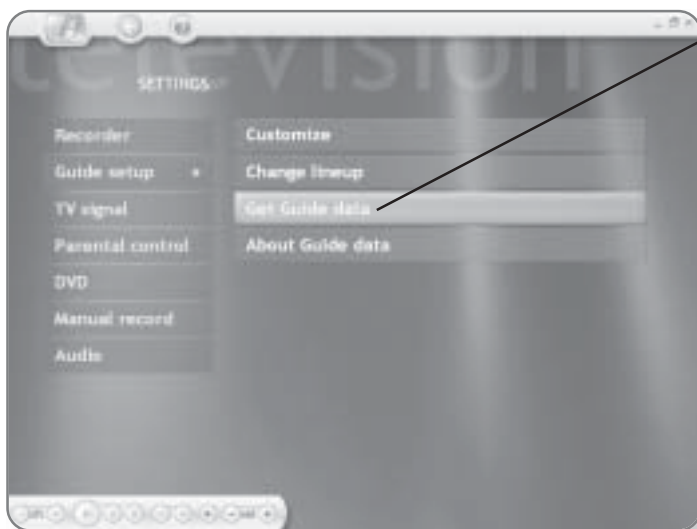 television
SETTINGS
Recorder
Guide setup
TV signal
Parental control
DVD
Manual record
Audio
Customize
Change lineup
Get Guide data
About Guide data